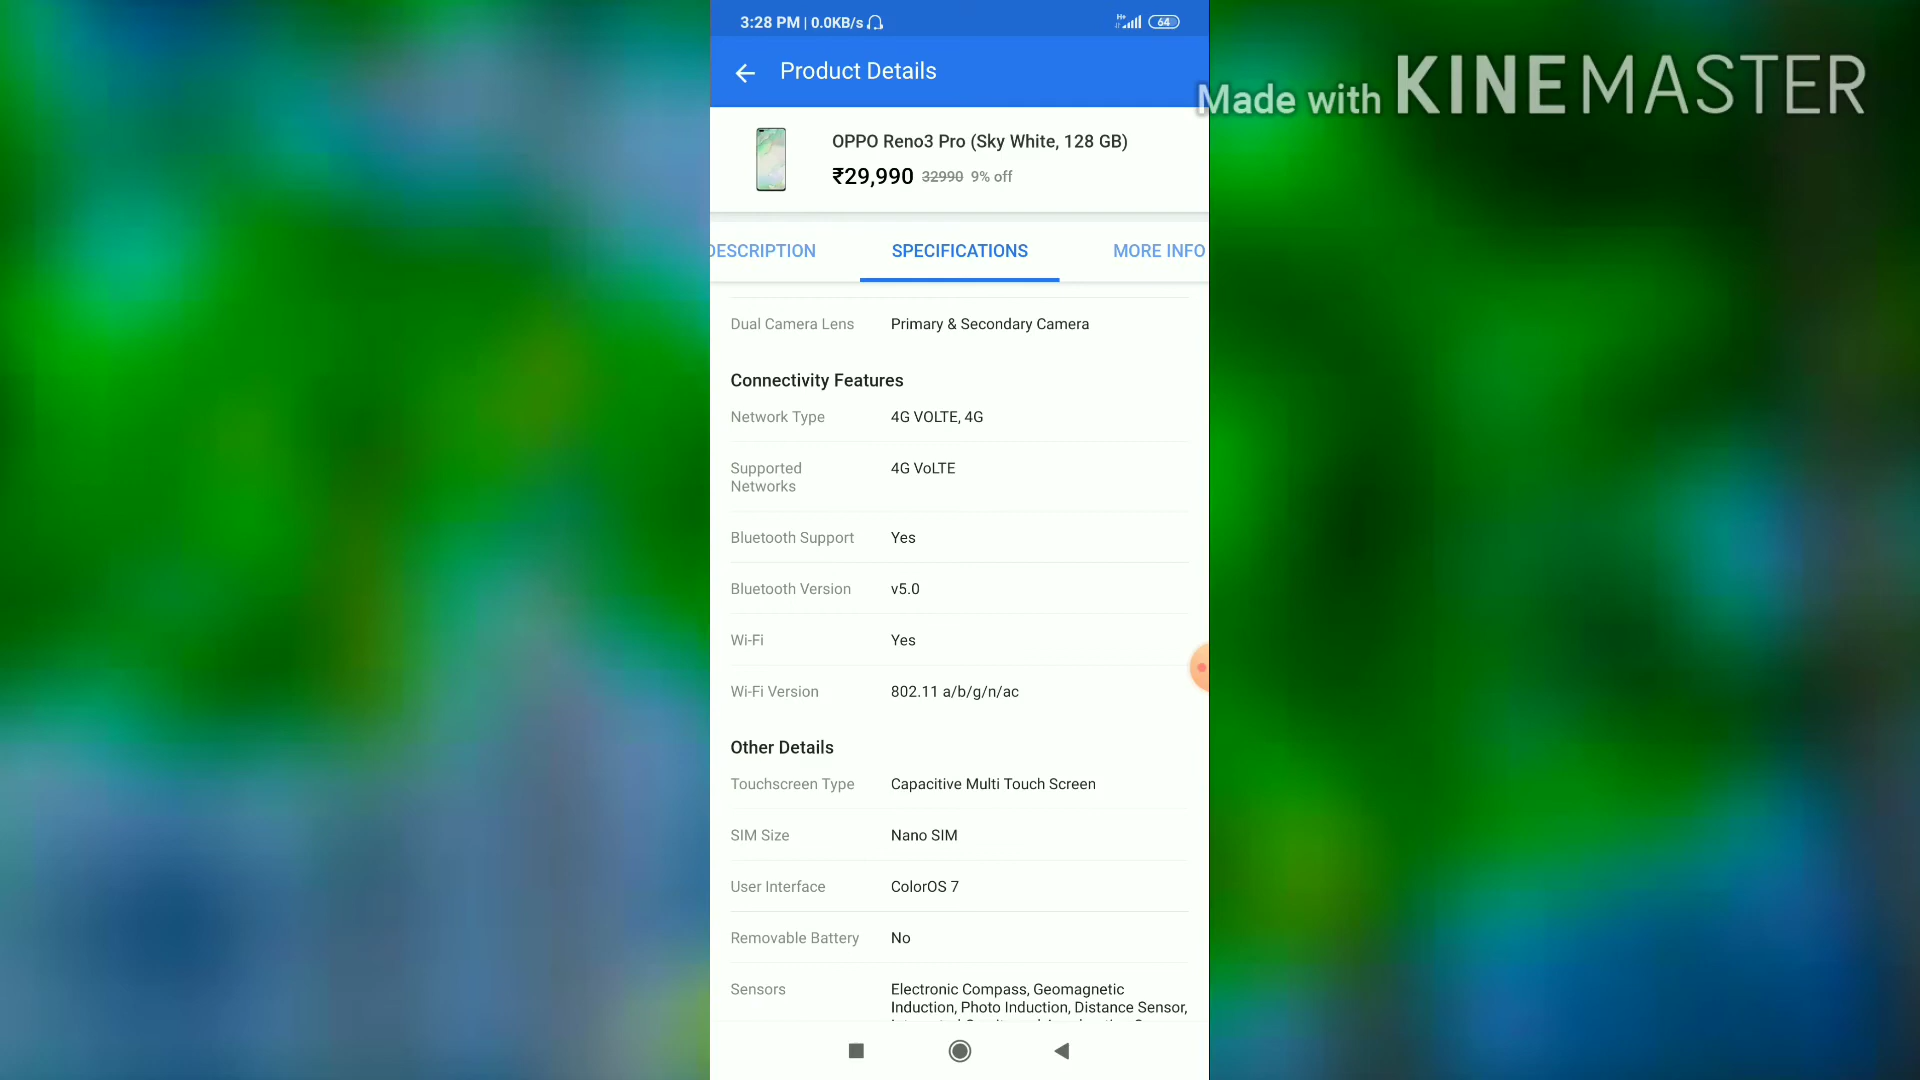 3:28 PM | 0.0KB/s
H+
64
Product Details
Made with KINEMASTER
OPPO Reno3 Pro (Sky White, 128 GB)
₹29,990 32990 9% off
DESCRIPTION SPECIFICATIONS MORE INFO
Dual Camera Lens Primary & Secondary Camera
Connectivity Features
Network Type 4G VOLTE, 4G
Supported 4G VoLTE
Networks
Bluetooth Support Yes
Bluetooth Version v5.0
Wi-Fi Yes
Wi-Fi Version 802.11 a/b/g/n/ac
Other Details
Touchscreen Type Capacitive Multi Touch Screen
SIM Size Nano SIM
User Interface ColorOS 7
Removable Battery No
Sensors Electronic Compass, Geomagnetic
Induction, Photo Induction, Distance Sensor,